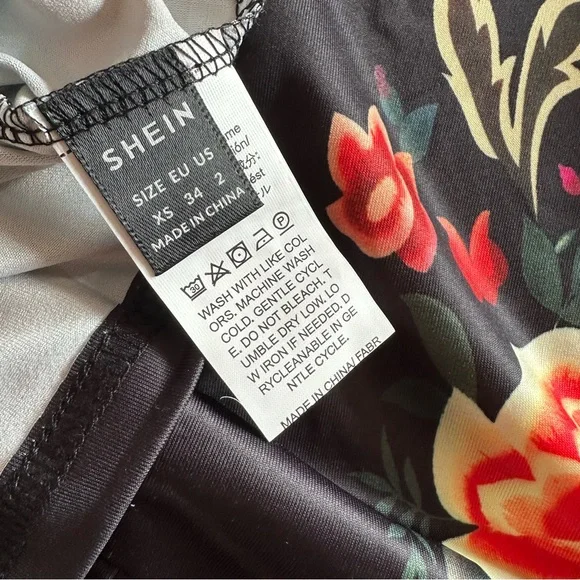 SHEIN
SIZE EU US
XS 34 2
MADE IN CHINA
30
P
WASH WITH LIKE COL
ORS. MACHINE WASH
COLD. GENTLE CYCL
E. DO NOT BLEACH. T
UMBLE DRY LOW. LO
W IRON IF NEEDED. D
RYCLEANABLE IN GE
NTLE CYCLE.
MADE IN CHINA/FABR